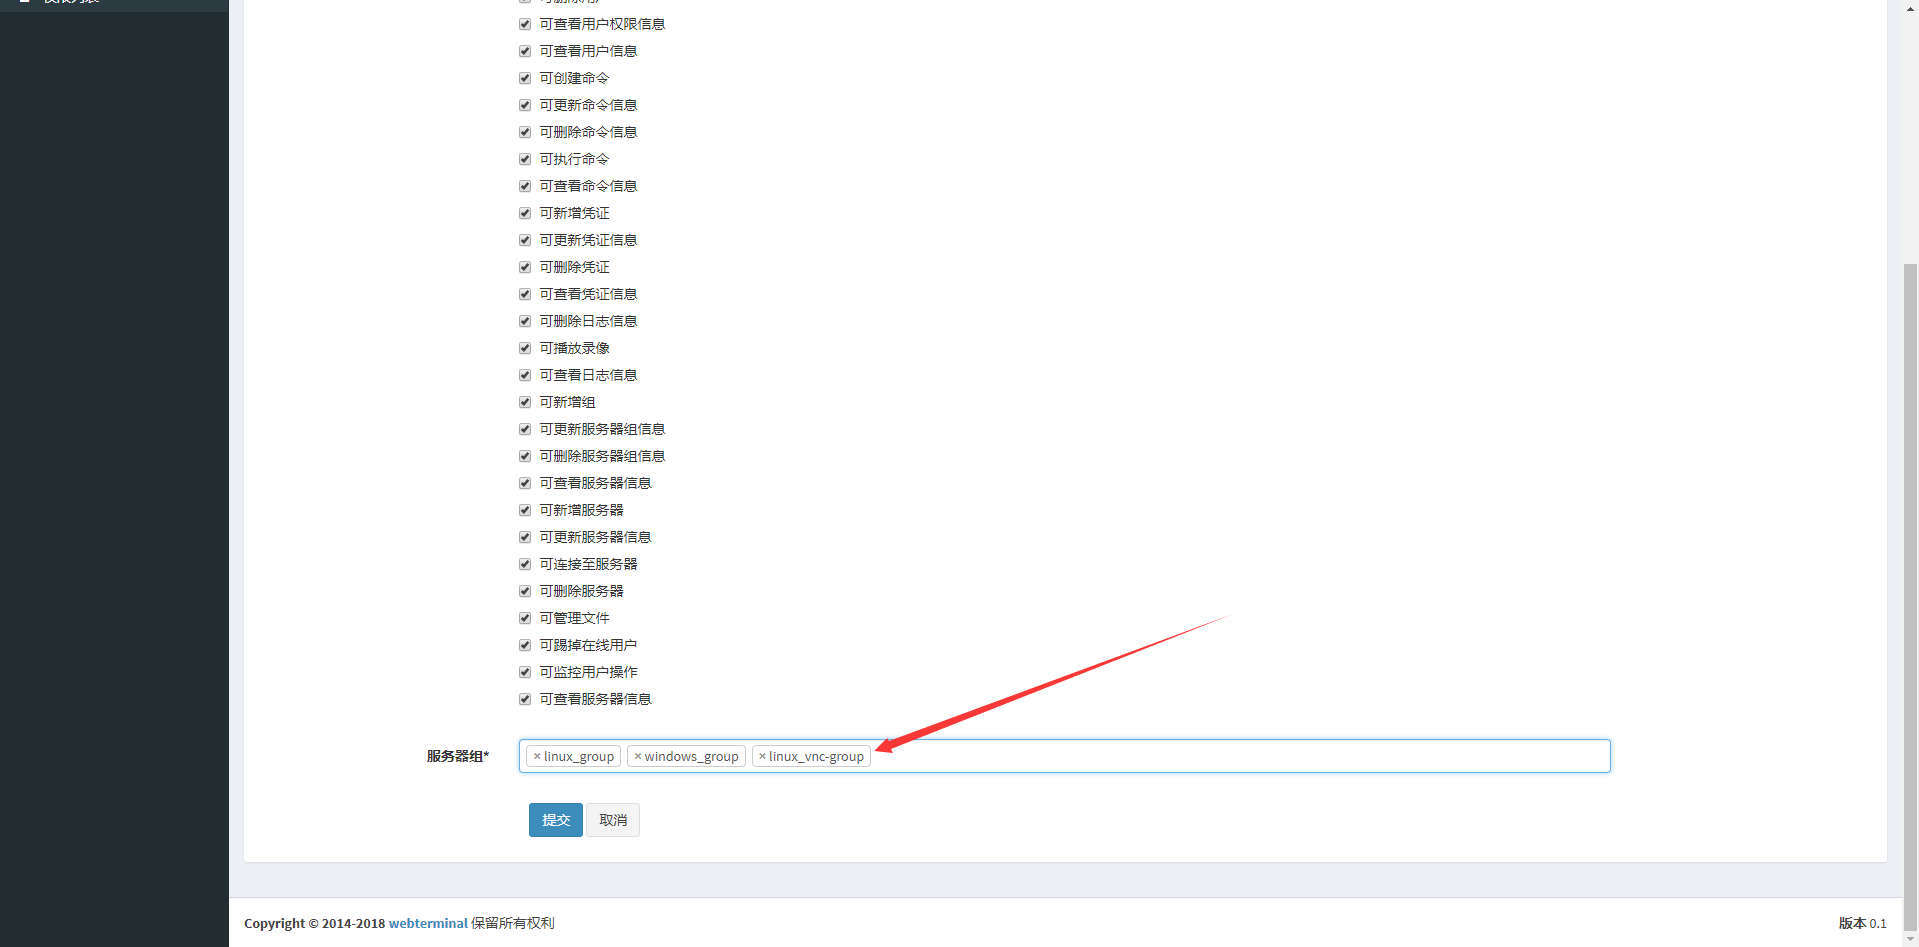 可查看用户权限信息
可查看用户信息
可创建命令
可更新命令信息
可删除命令信息
可执行命令
可查看命令信息
可新增凭证
可更新凭证信息
可删除凭证
可查看凭证信息
可删除日志信息
可播放录像
可查看日志信息
可新增组
可更新服务器组信息
可删除服务器组信息
可查看服务器信息
可新增服务器
可更新服务器信息
可连接至服务器
可删除服务器
可管理文件
可踢掉在线用户
可监控用户操作
可查看服务器信息
服务器组* ×linux_group ×windows_group ×linux_vnc-group
提交 取消
Copyright © 2014-2018 webterminal 保留所有权利 版本 0.1